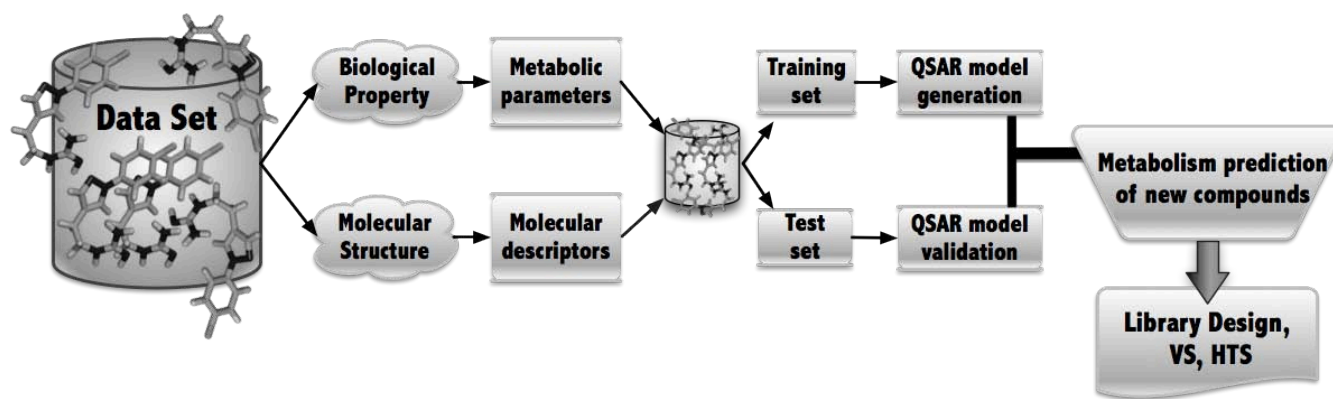 Data Set
Biological
Property
Metabolic
parameters
Molecular
Structure
Molecular
descriptors
Training
set
QSAR model
generation
Test
set
QSAR model
validation
Metabolism prediction
of new compounds
Library Design,
VS, HTS